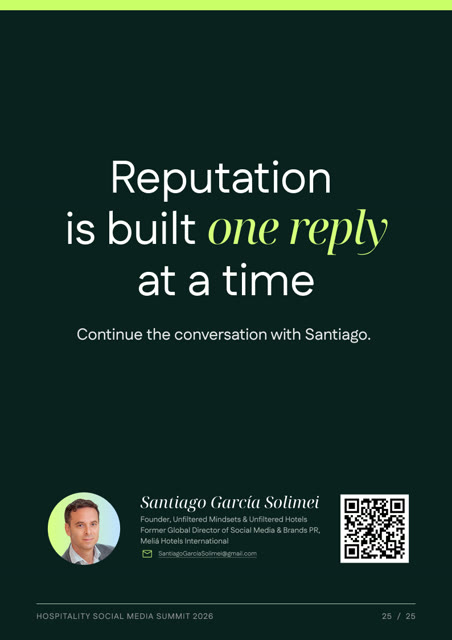 Reputation
is built one reply
at a time
Continue the conversation with Santiago.
Santiago García Solimei
Founder, Unfiltered Mindsets & Unfiltered Hotels
Former Global Director of Social Media & Brands PR,
Meliá Hotels International
SantiagoGarciaSolimei@gmail.com
HOSPITALITY SOCIAL MEDIA SUMMIT 2026
25 / 25